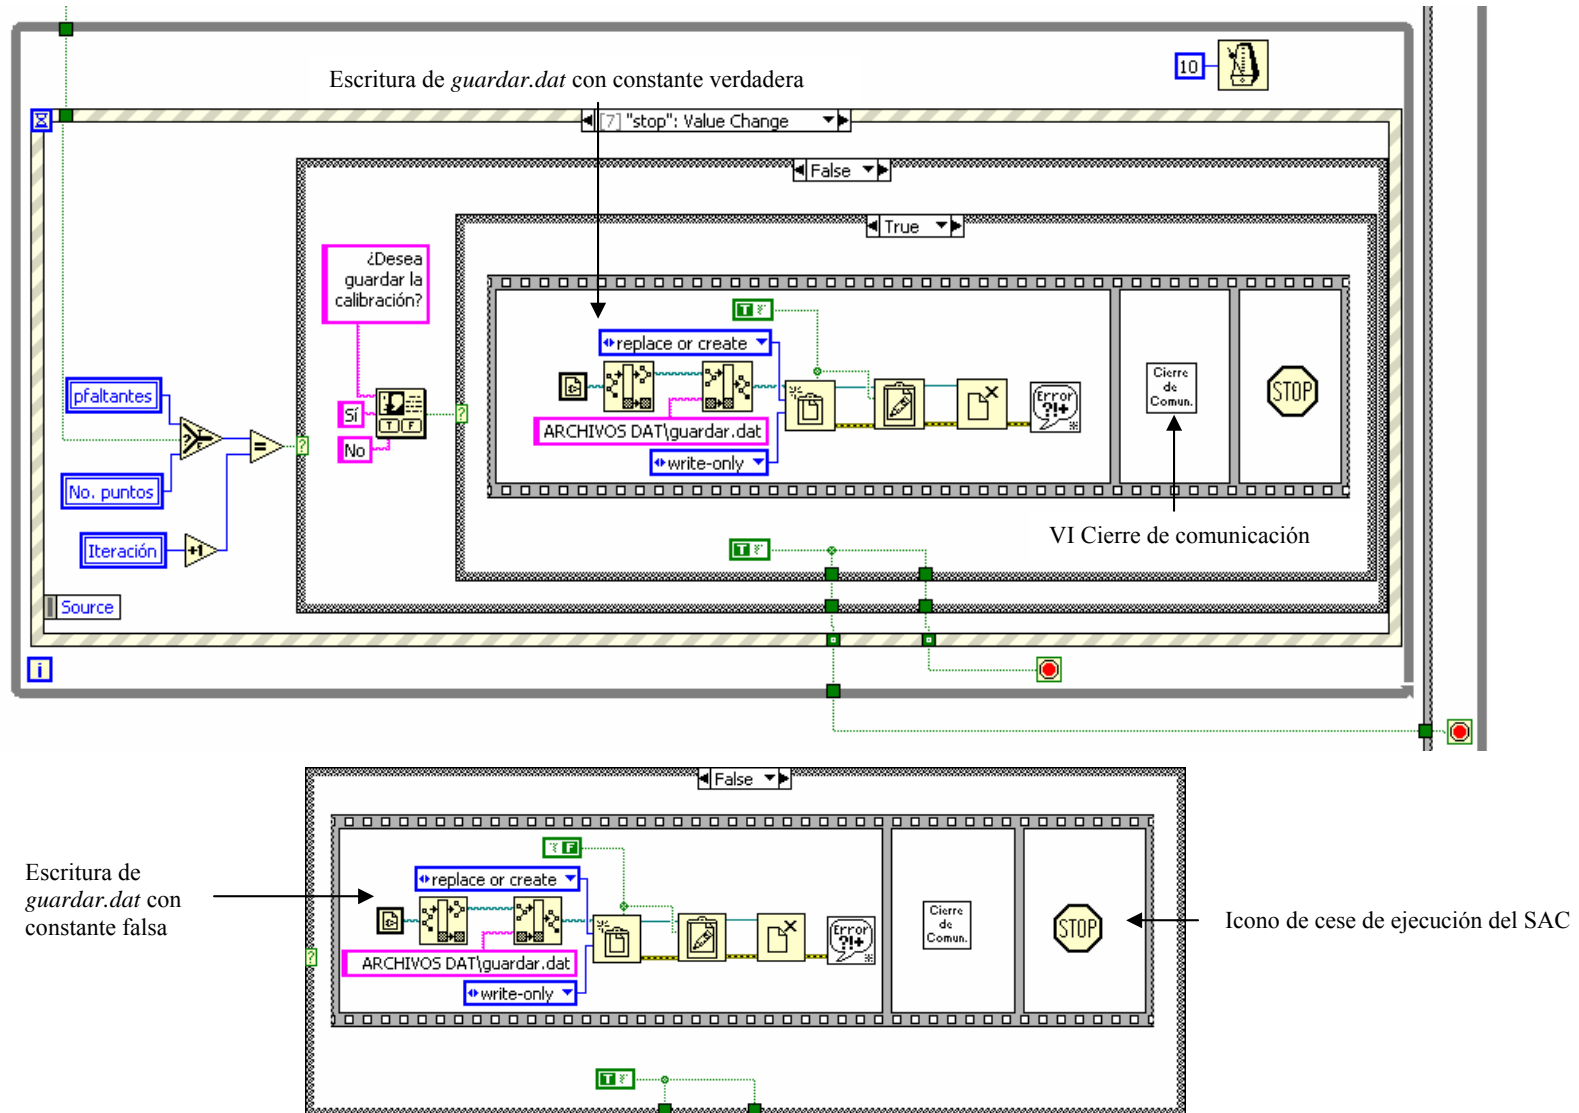 10
Escritura de guardar.dat con constante verdadera
[7] "stop": Value Change
False
True
¿Desea
guardar la
calibración?
T
replace or create
pfaltantes
Sí
T F
No
?
T
F
=
?
?
ARCHIVOS DAT\guardar.dat
write-only
Error
?!+
Cierre
de
Comun.
STOP
No. puntos
Iteración
+1
VI Cierre de comunicación
T
Source
i
False
F
Escritura de
guardar.dat con
constante falsa
replace or create
?
ARCHIVOS DAT\guardar.dat
write-only
Error
?!+
Cierre
de
Comun.
STOP
Icono de cese de ejecución del SAC
T